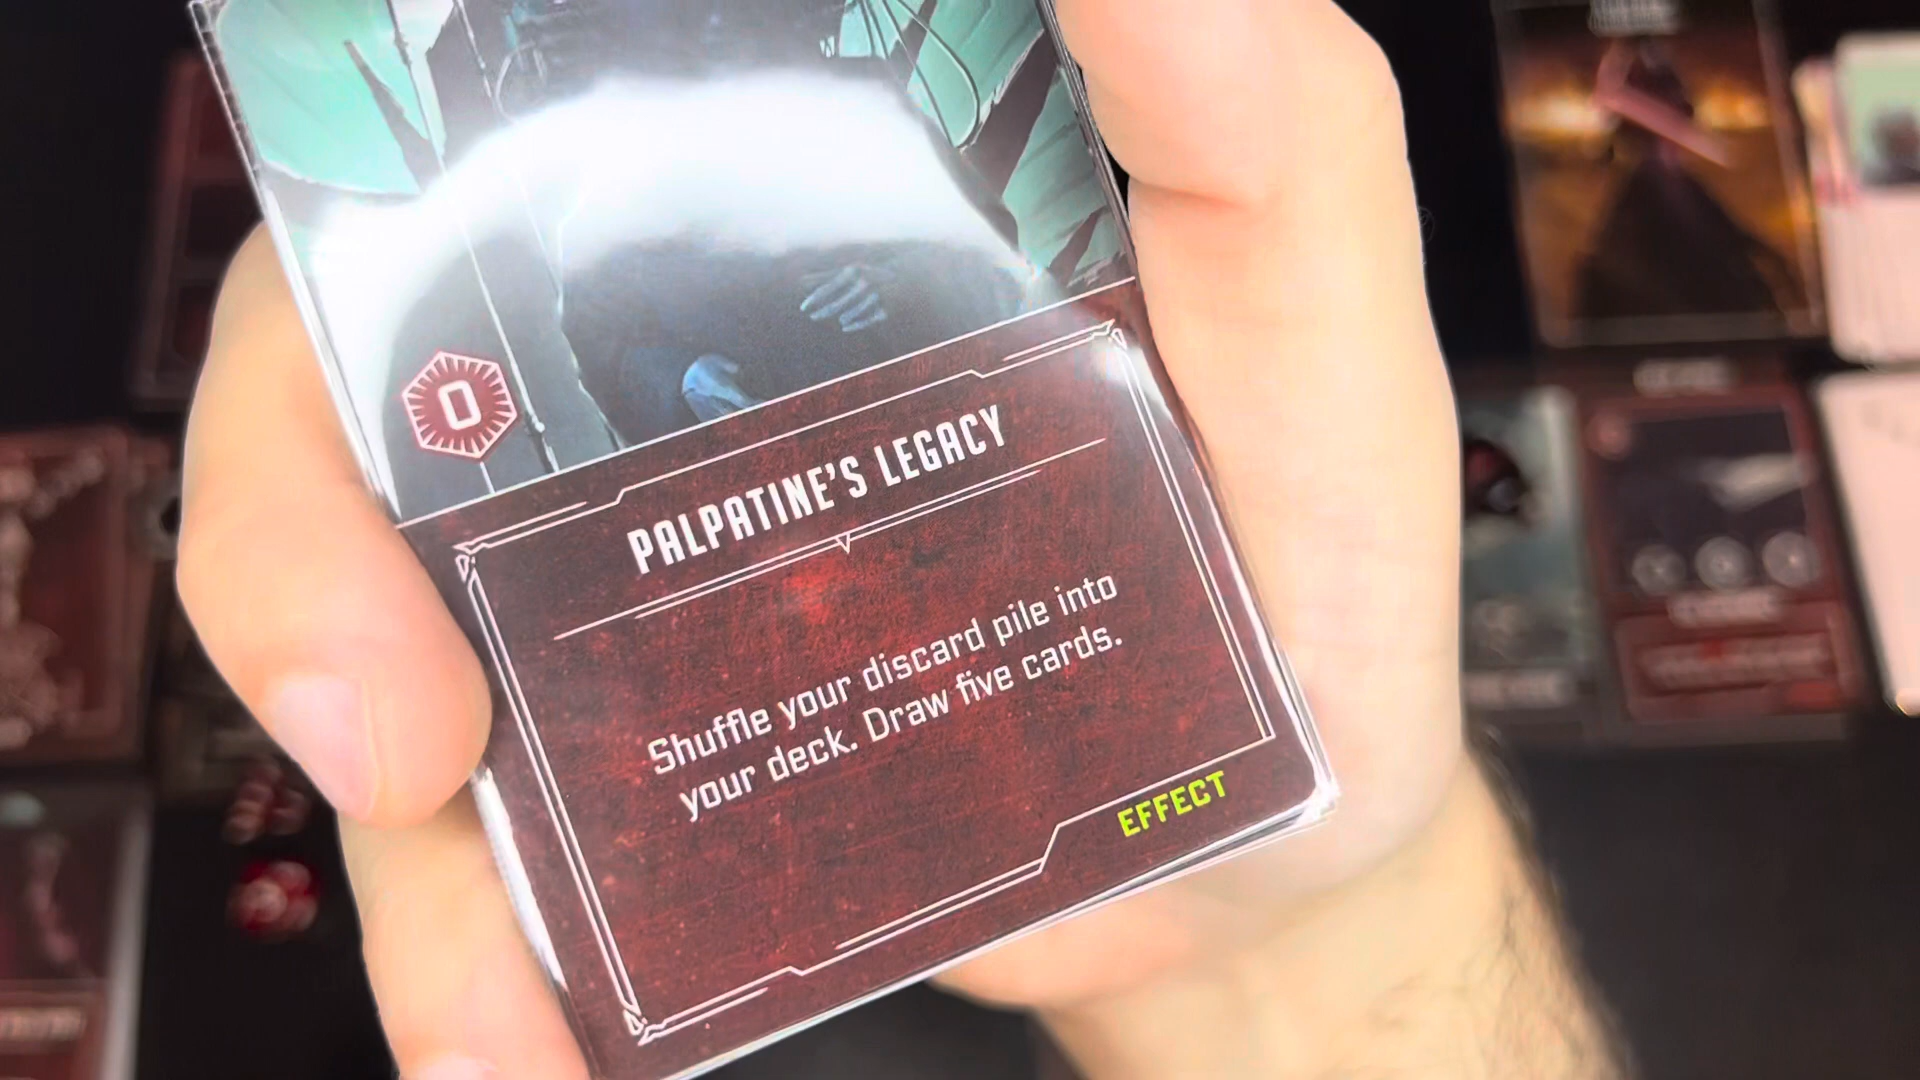 0
PALPATINE'S LEGACY
Shuffle your discard pile into
your deck. Draw five cards.
EFFECT